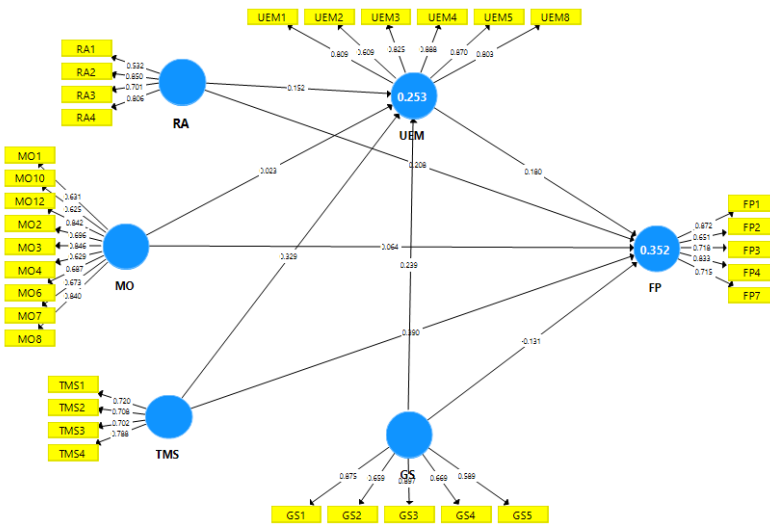 UEM1 UEM2 UEM3 UEM4 UEM5 UEM8
0.809 0.609 0.825 0.888 0.870 0.803
RA1
RA2
RA3
RA4
0.532
0.850
0.701
0.806
RA
0.152
0.253
UEM
0.208
0.023
0.180
MO1
MO10
MO12
MO2
MO3
MO4
MO6
MO7
MO8
0.631
0.625
0.842
0.696
0.846
0.629
0.687
0.673
0.840
MO
0.064
0.329
0.239
FP1
FP2
FP3
FP4
FP7
0.872
0.651
0.718
0.833
0.715
0.352
FP
0.390
-0.131
TMS1
TMS2
TMS3
TMS4
0.720
0.708
0.702
0.788
TMS
GS
0.875 0.659 0.669 0.589
GS1 GS2 GS3 GS4 GS5